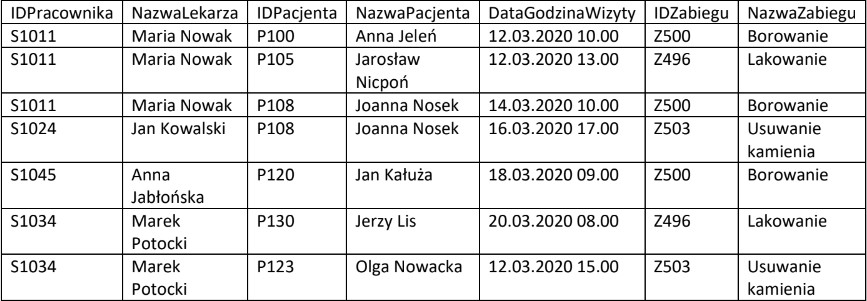 IDPracownika NazwaLekarza IDPacjenta NazwaPacjenta DataGodzinaWizyty IDZabiegu NazwaZabiegu
S1011 Maria Nowak P100 Anna Jeleń 12.03.2020 10.00 Z500 Borowanie
S1011 Maria Nowak P105 Jarosław 12.03.2020 13.00 Z496 Lakowanie
Nicpoń
S1011 Maria Nowak P108 Joanna Nosek 14.03.2020 10.00 Z500 Borowanie
S1024 Jan Kowalski P108 Joanna Nosek 16.03.2020 17.00 Z503 Usuwanie
kamienia
S1045 Anna P120 Jan Kałuża 18.03.2020 09.00 Z500 Borowanie
Jabłońska
S1034 Marek P130 Jerzy Lis 20.03.2020 08.00 Z496 Lakowanie
Potocki
S1034 Marek P123 Olga Nowacka 12.03.2020 15.00 Z503 Usuwanie
Potocki kamienia